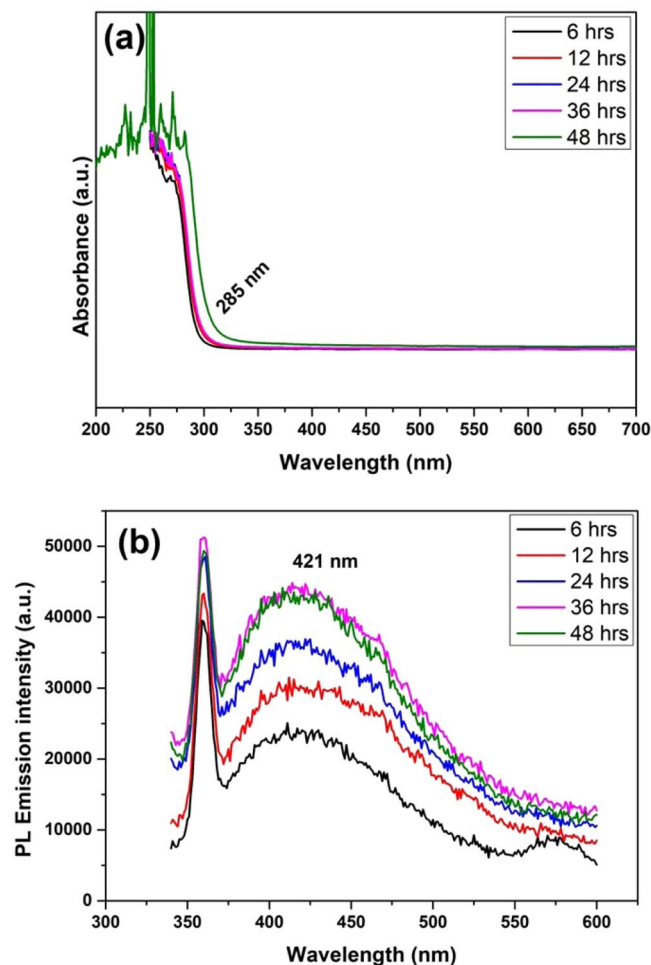 (a)
6 hrs
12 hrs
24 hrs
36 hrs
48 hrs
285 nm
Absorbance (a.u.)
200 250 300 350 400 450 500 550 600 650 700
Wavelength (nm)
(b)
6 hrs
12 hrs
24 hrs
36 hrs
48 hrs
421 nm
50000
40000
30000
20000
10000
0
PL Emission intensity (a.u.)
300 350 400 450 500 550 600
Wavelength (nm)